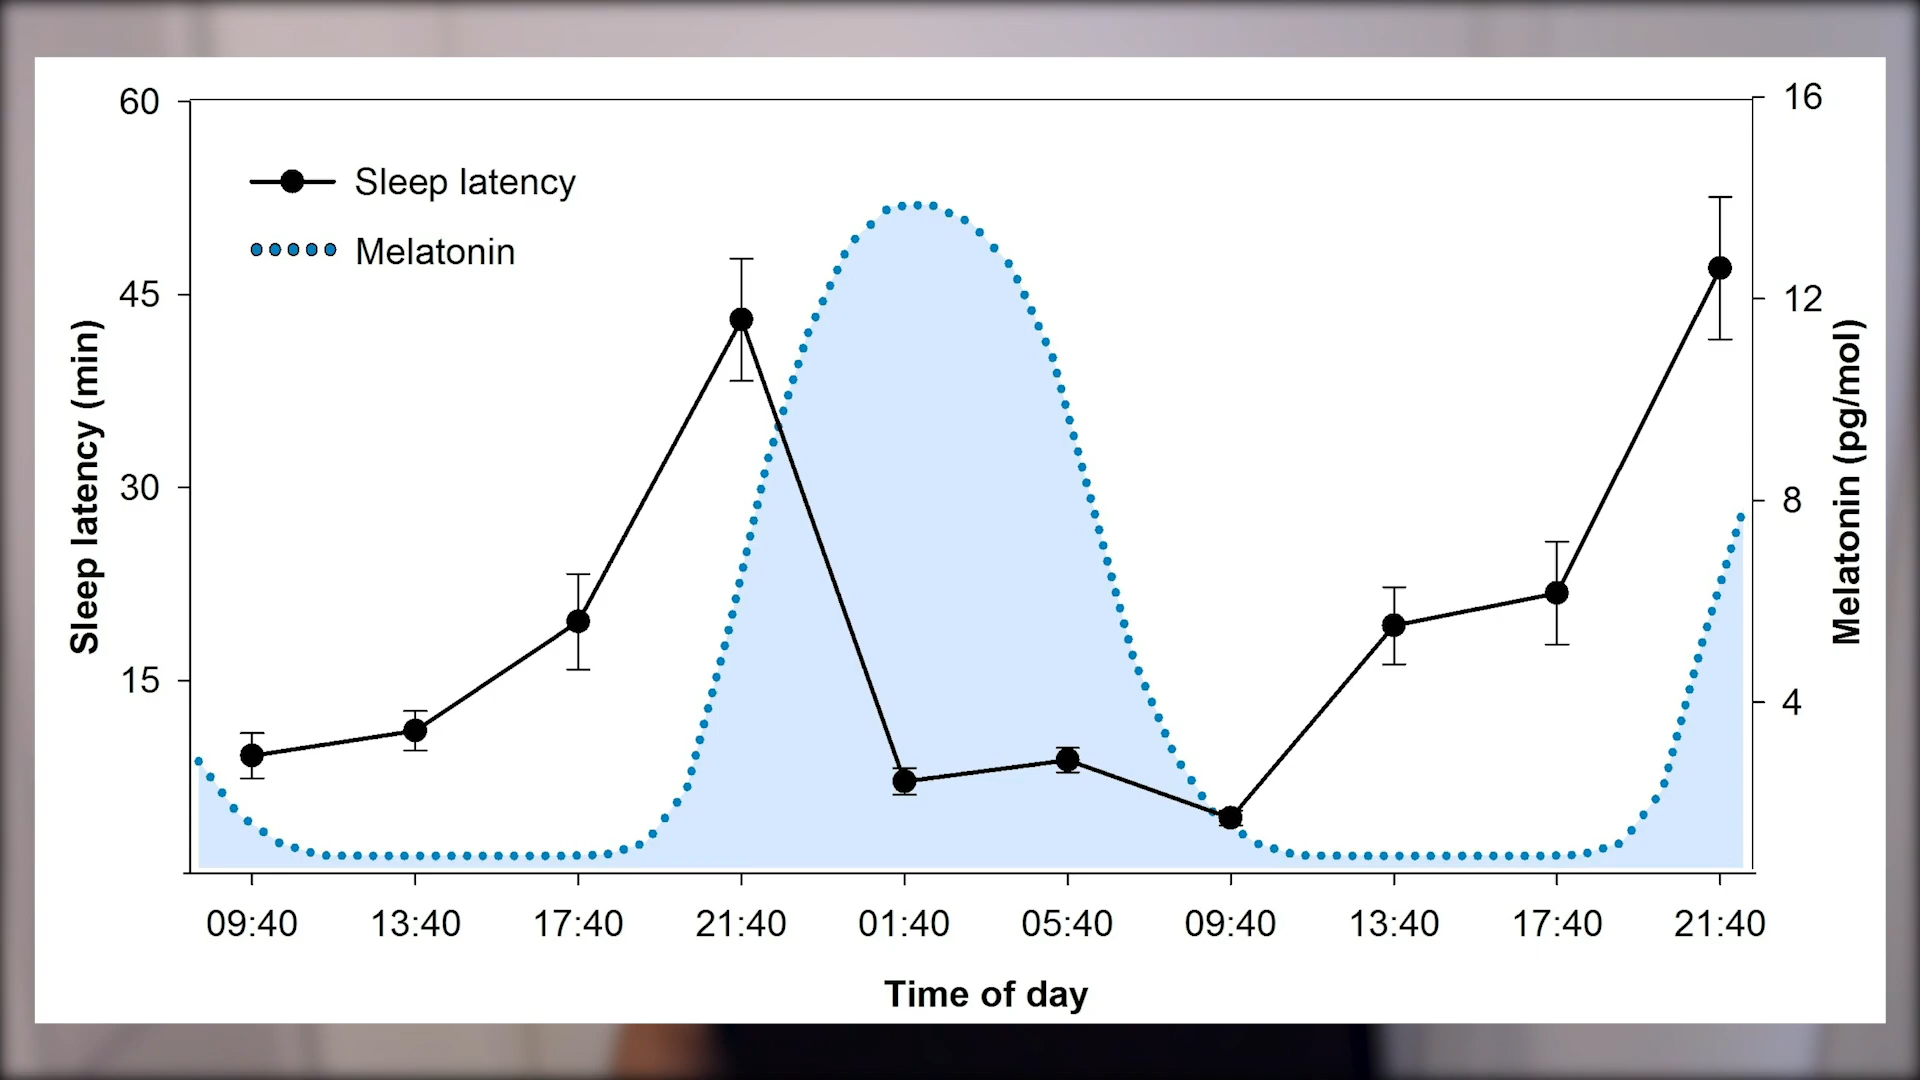 60
45
30
15
Sleep latency (min)
Sleep latency
Melatonin
16
12
8
4
Melatonin (pg/mol)
09:40 13:40 17:40 21:40 01:40 05:40 09:40 13:40 17:40 21:40
Time of day